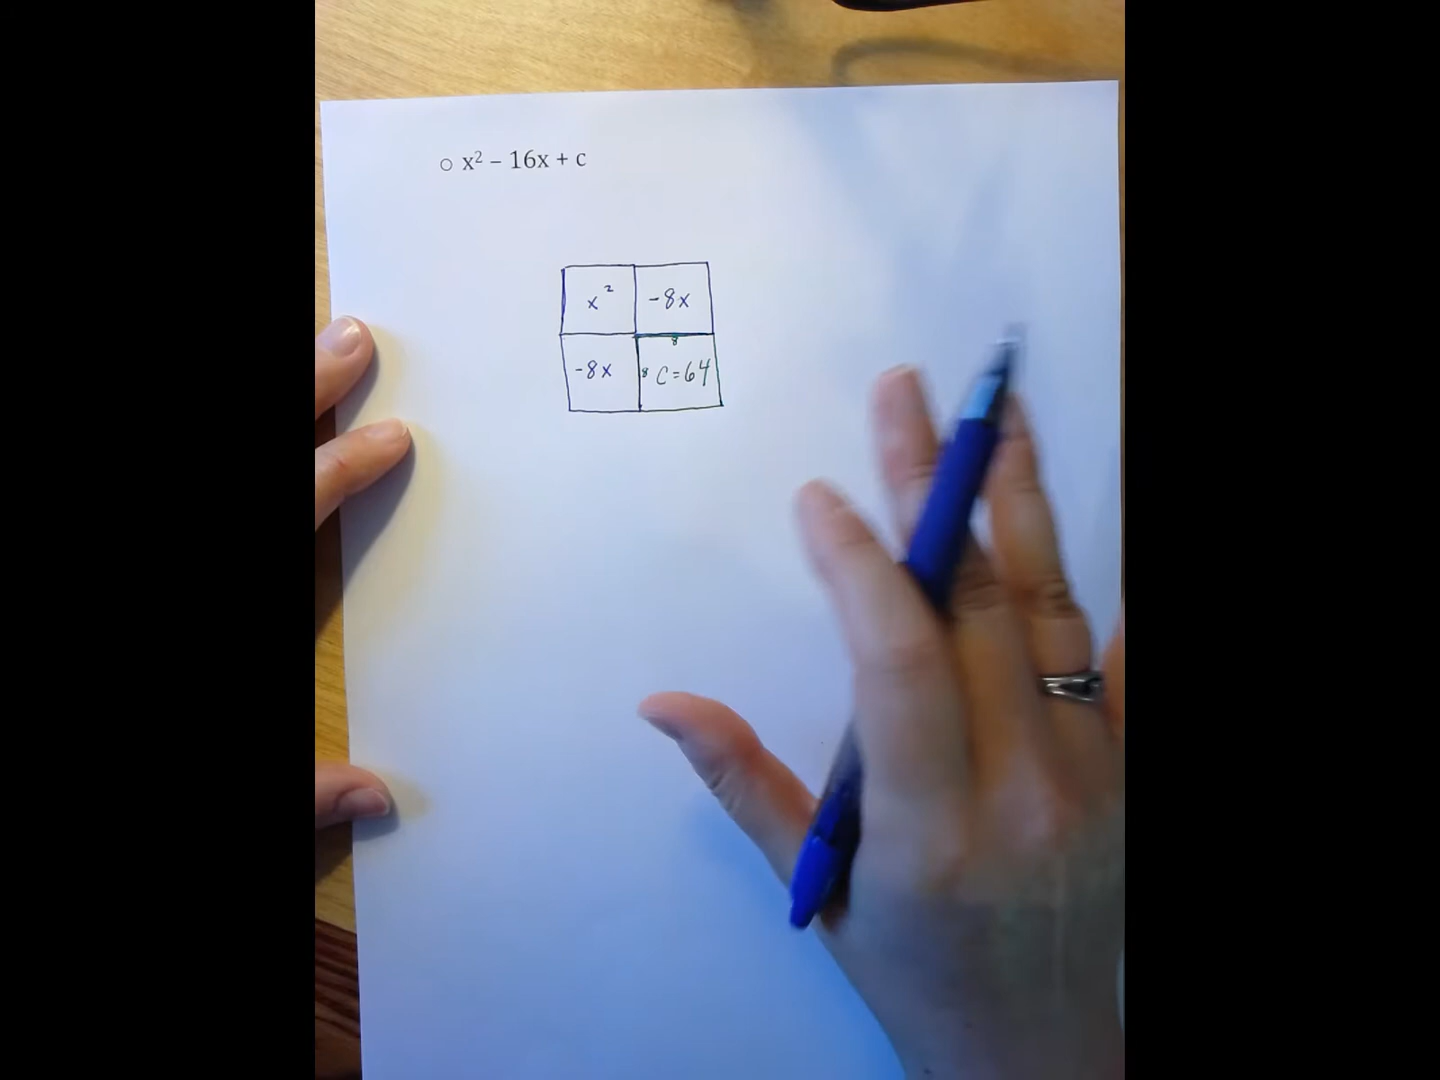 ○ x² – 16x + c
x² -8x
8
-8x 8 C=64